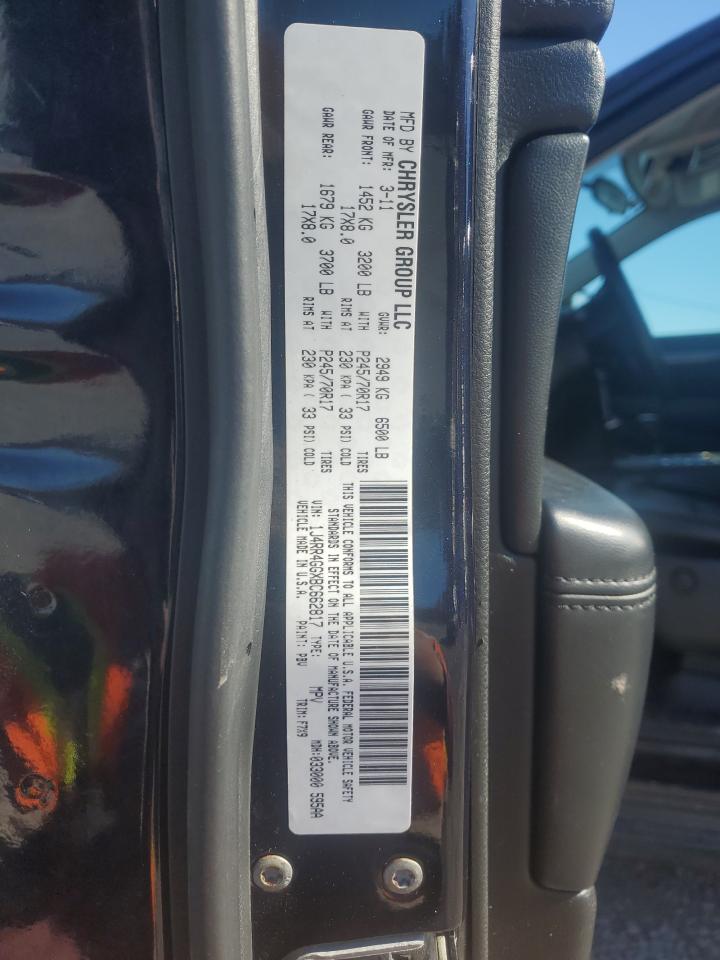 MFD BY CHRYSLER GROUP LLC
DATE OF MFR: 3-11 GVWR: 2949 KG 6500 LB
GAWR FRONT: 1452 KG 3200 LB WITH P245/70R17 TIRES
17X8.0 RIMS AT 230 KPA ( 33 PSI) COLD
GAWR REAR: 1679 KG 3700 LB WITH P245/70R17 TIRES
17X8.0 RIMS AT 230 KPA ( 33 PSI) COLD
THIS VEHICLE CONFORMS TO ALL APPLICABLE U.S.A. FEDERAL MOTOR VEHICLE SAFETY
STANDARDS IN EFFECT ON THE DATE OF MANUFACTURE SHOWN ABOVE.
VIN: 1J4RR4GGXBC662817 TYPE: MPV MDH:033000 595AA
VEHICLE MADE IN U.S.A. PAINT: PBV TRIM: F7X9